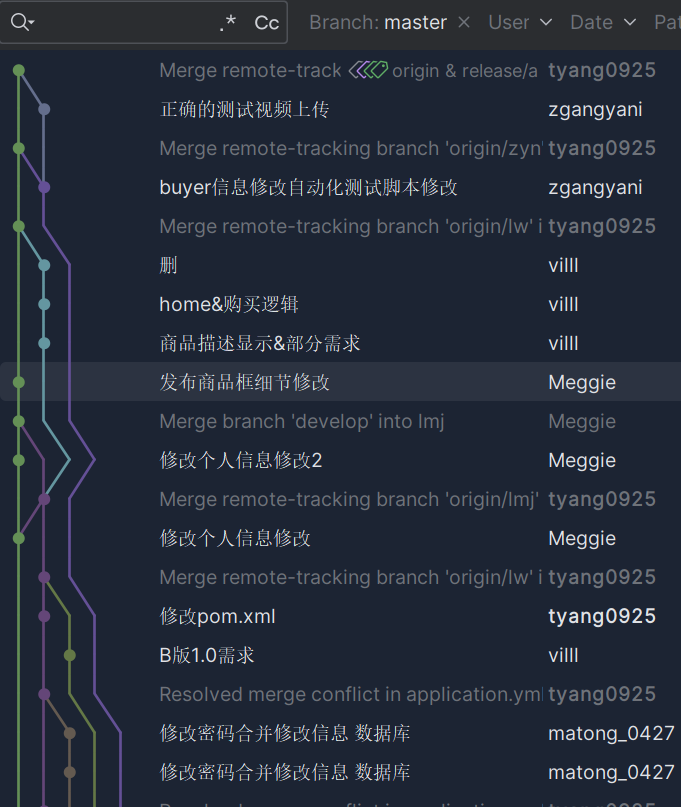 .* Cc Branch: master × User Date Pat
Merge remote-track origin & release/a tyang0925
正确的测试视频上传 zgangyani
Merge remote-tracking branch 'origin/zyn' tyang0925
buyer信息修改自动化测试脚本修改 zgangyani
Merge remote-tracking branch 'origin/lw' i tyang0925
删 villl
home&购买逻辑 villl
商品描述显示&部分需求 villl
发布商品框细节修改 Meggie
Merge branch 'develop' into lmj Meggie
修改个人信息修改2 Meggie
Merge remote-tracking branch 'origin/lmj' tyang0925
修改个人信息修改 Meggie
Merge remote-tracking branch 'origin/lw' i tyang0925
修改pom.xml tyang0925
B版1.0需求 villl
Resolved merge conflict in application.yml tyang0925
修改密码合并修改信息 数据库 matong_0427
修改密码合并修改信息 数据库 matong_0427